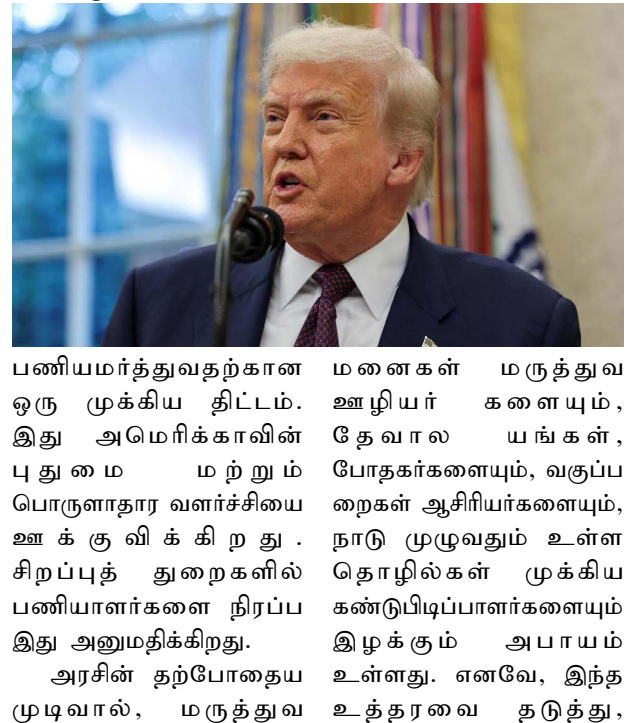 பணியமர்த்துவதற்கான
ஒரு முக்கிய திட்டம்.
இது அமெரிக்காவின்
புதுமை மற்றும்
பொருளாதார வளர்ச்சியை
ஊக்குவிக்கிறது.
சிறப்புத் துறைகளில்
பணியாளர்களை நிரப்ப
இது அனுமதிக்கிறது.
அரசின் தற்போதைய
முடிவால், மருத்துவ
மனைகள் மருத்துவ
ஊழியர் களையும்,
தேவால யங்கள்,
போதகர்களையும், வகுப்ப
றைகள் ஆசிரியர்களையும்,
நாடு முழுவதும் உள்ள
தொழில்கள் முக்கிய
கண்டுபிடிப்பாளர்களையும்
இழக்கும் அபாயம்
உள்ளது. எனவே, இந்த
உத்தரவை தடுத்து,